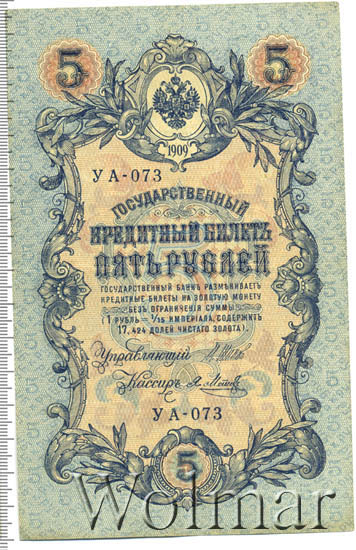 5 5
1909
УА-073
ГОСУДАРСТВЕННЫЙ
КРЕДИТНЫЙ БИЛЕТЪ
ПЯТЬ РУБЛЕЙ
ГОСУДАРСТВЕННЫЙ БАНКЪ РАЗМѢНИВАЕТЪ
КРЕДИТНЫЕ БИЛЕТЫ НА ЗОЛОТУЮ МОНЕТУ
БЕЗЪ ОГРАНИЧЕНІЯ СУММЫ
(1 РУБЛЬ = 1/15 ИМПЕРІАЛА, СОДЕРЖИТЪ
17,424 ДОЛЕЙ ЧИСТАГО ЗОЛОТА).
Управляющій
Кассиръ
УА-073
5
Wolmar